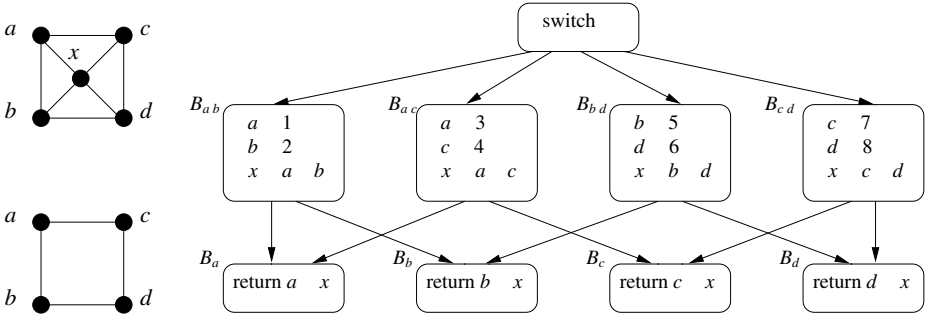 a c
x
b d
a c
b d
switch
B_{a b} B_{a c} B_{b d} B_{c d}
a 1
b 2
x a b
a 3
c 4
x a c
b 5
d 6
x b d
c 7
d 8
x c d
B_a B_b B_c B_d
return a x
return b x
return c x
return d x